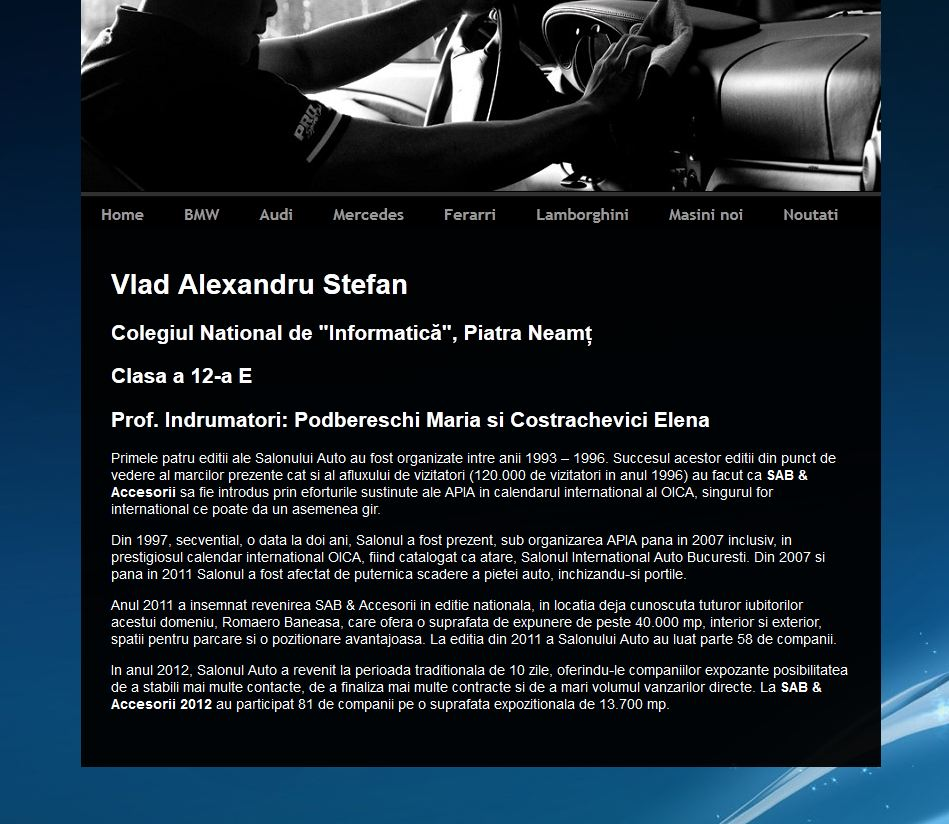 PRO
Home BMW Audi Mercedes Ferarri Lamborghini Masini noi Noutati
Vlad Alexandru Stefan
Colegiul National de "Informatică", Piatra Neamț
Clasa a 12-a E
Prof. Indrumatori: Podbereschi Maria si Costrachevici Elena
Primele patru editii ale Salonului Auto au fost organizate intre anii 1993 – 1996. Succesul acestor editii din punct de
vedere al marcilor prezente cat si al afluxului de vizitatori (120.000 de vizitatori in anul 1996) au facut ca SAB &
Accesorii sa fie introdus prin eforturile sustinute ale APIA in calendarul international al OICA, singurul for
international ce poate da un asemenea gir.
Din 1997, secvential, o data la doi ani, Salonul a fost prezent, sub organizarea APIA pana in 2007 inclusiv, in
prestigiosul calendar international OICA, fiind catalogat ca atare, Salonul International Auto Bucuresti. Din 2007 si
pana in 2011 Salonul a fost afectat de puternica scadere a pietei auto, inchizandu-si portile.
Anul 2011 a insemnat revenirea SAB & Accesorii in editie nationala, in locatia deja cunoscuta tuturor iubitorilor
acestui domeniu, Romaero Baneasa, care ofera o suprafata de expunere de peste 40.000 mp, interior si exterior,
spatii pentru parcare si o pozitionare avantajoasa. La editia din 2011 a Salonului Auto au luat parte 58 de companii.
In anul 2012, Salonul Auto a revenit la perioada traditionala de 10 zile, oferindu-le companiilor expozante posibilitatea
de a stabili mai multe contacte, de a finaliza mai multe contracte si de a mari volumul vanzarilor directe. La SAB &
Accesorii 2012 au participat 81 de companii pe o suprafata expozitionala de 13.700 mp.